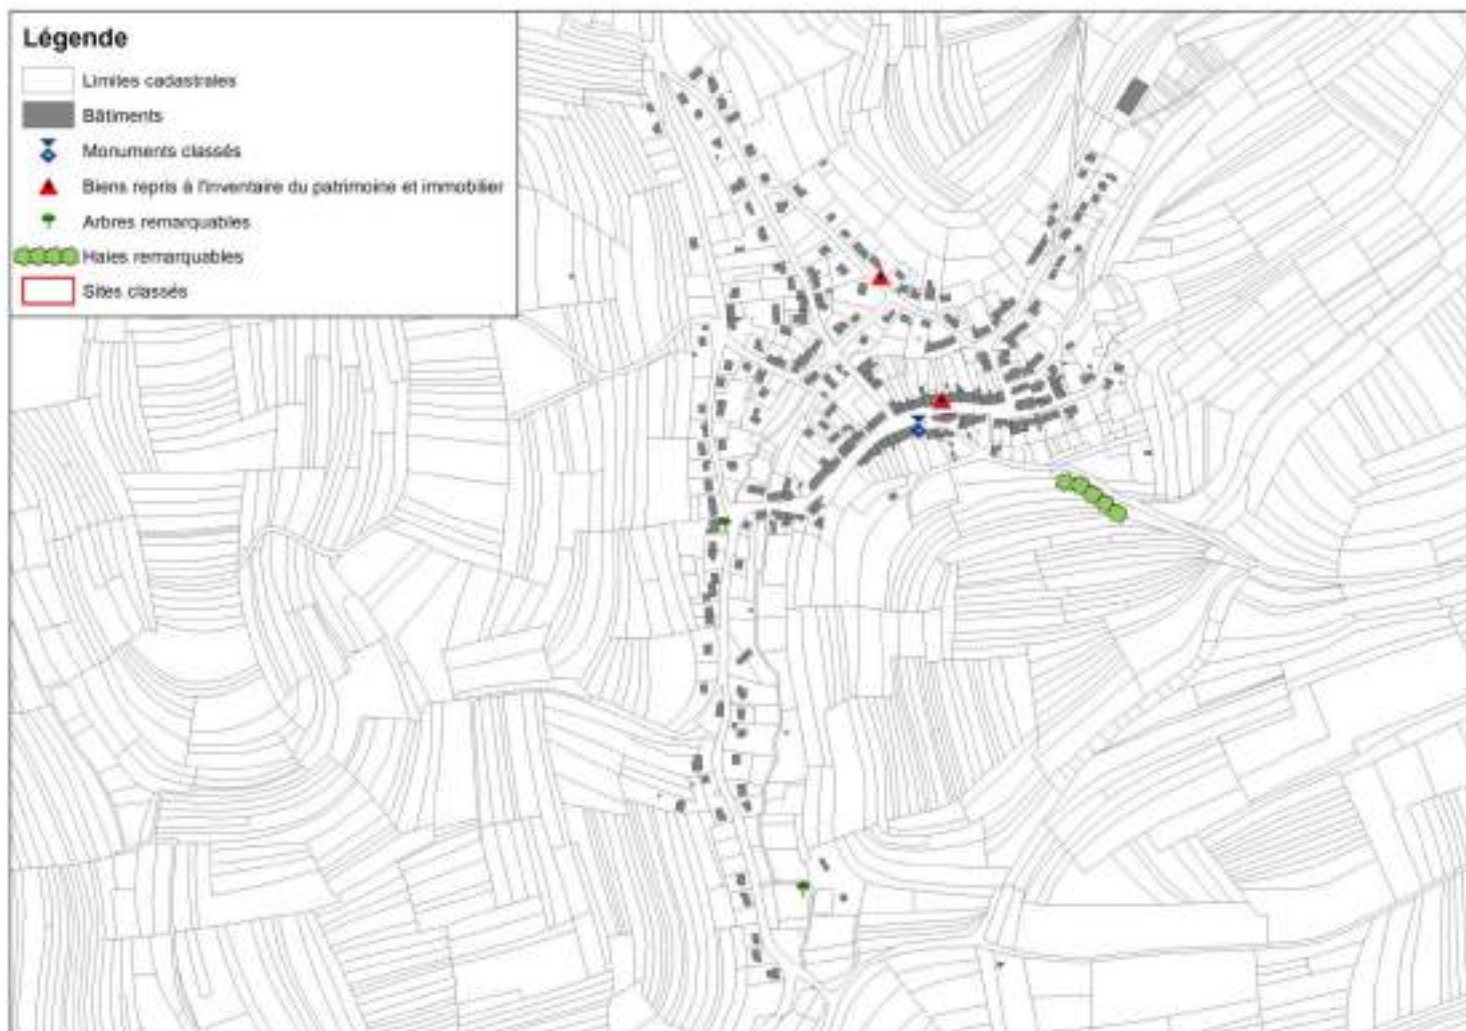 Légende
Limites cadastrales
Bâtiments
Monuments classés
Biens repris à l'inventaire du patrimoine et immobilier
Arbres remarquables
Haies remarquables
Sites classés